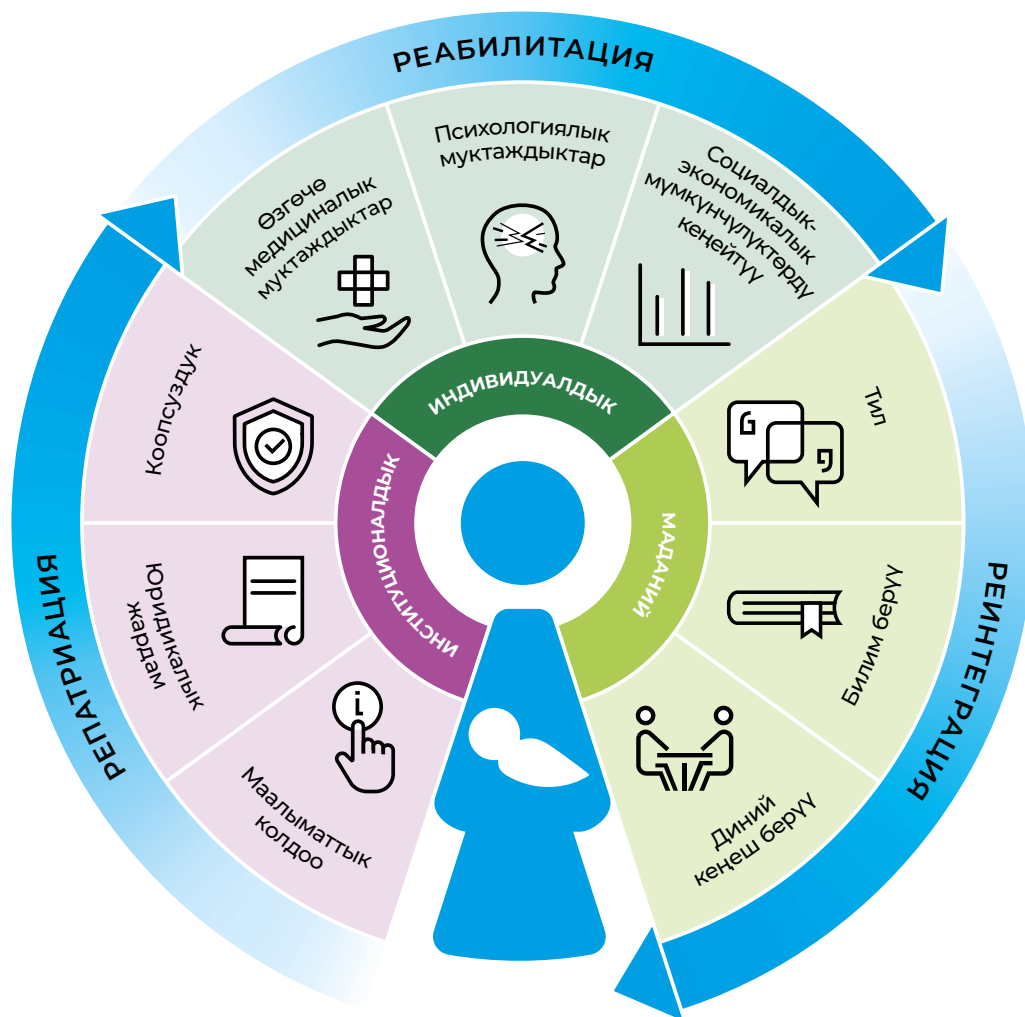 РЕАБИЛИТАЦИЯ
Психологиялык
муктаждыктар
Өзгөчө
медициналык
муктаждыктар
Социалдык-
экономикалык
мүмкүнчүлүктөрдү
кеңейтүү
ИНДИВИДУАЛДЫК
Коопсуздук
Тил
ИНСТИТУЦИОНАЛДЫК
МАДАНИЙ
РЕПАТРИАЦИЯ
Юридикалык
жардам
Билим берүү
РЕИНТЕГРАЦИЯ
Маалыматтык
колдоо
Диний
кеңеш берүү